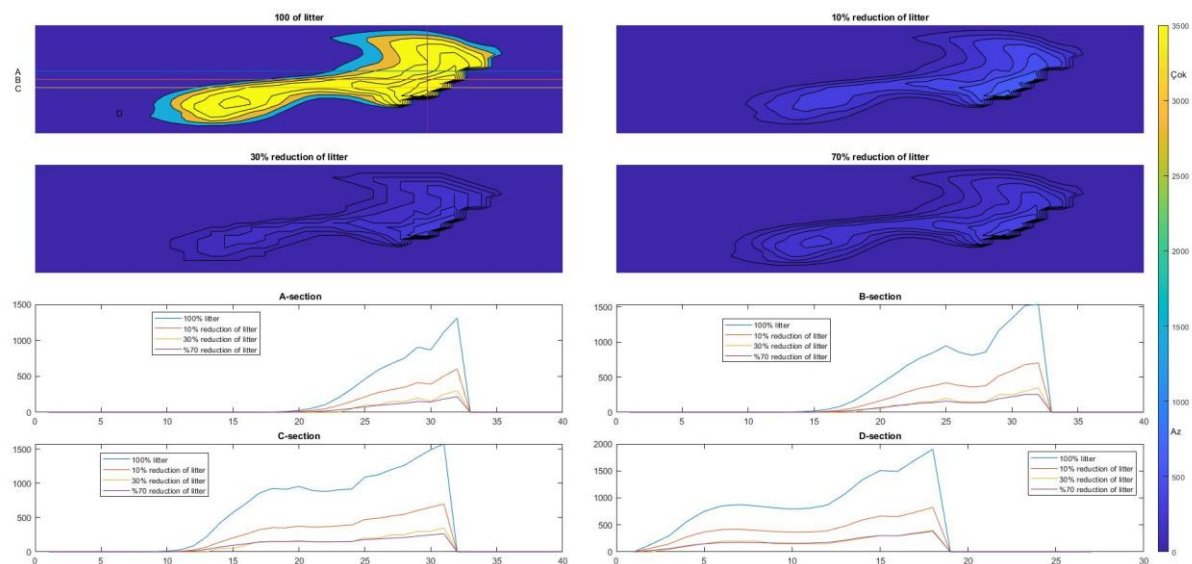 100 of litter
10% reduction of litter
A
B
C
D
30% reduction of litter
70% reduction of litter
3500
Çok
3000
2500
2000
1500
1000
Az
500
0
A-section
1500
1000
500
0
100% litter
10% reduction of litter
30% reduction of litter
%70 reduction of litter
0 5 10 15 20 25 30 35 40
B-section
1500
1000
500
0
100% litter
10% reduction of litter
30% reduction of litter
%70 reduction of litter
0 5 10 15 20 25 30 35 40
C-section
1500
1000
500
0
100% litter
10% reduction of litter
30% reduction of litter
%70 reduction of litter
0 5 10 15 20 25 30 35 40
D-section
2000
1500
1000
500
0
100% litter
10% reduction of litter
30% reduction of litter
%70 reduction of litter
0 5 10 15 20 25 30